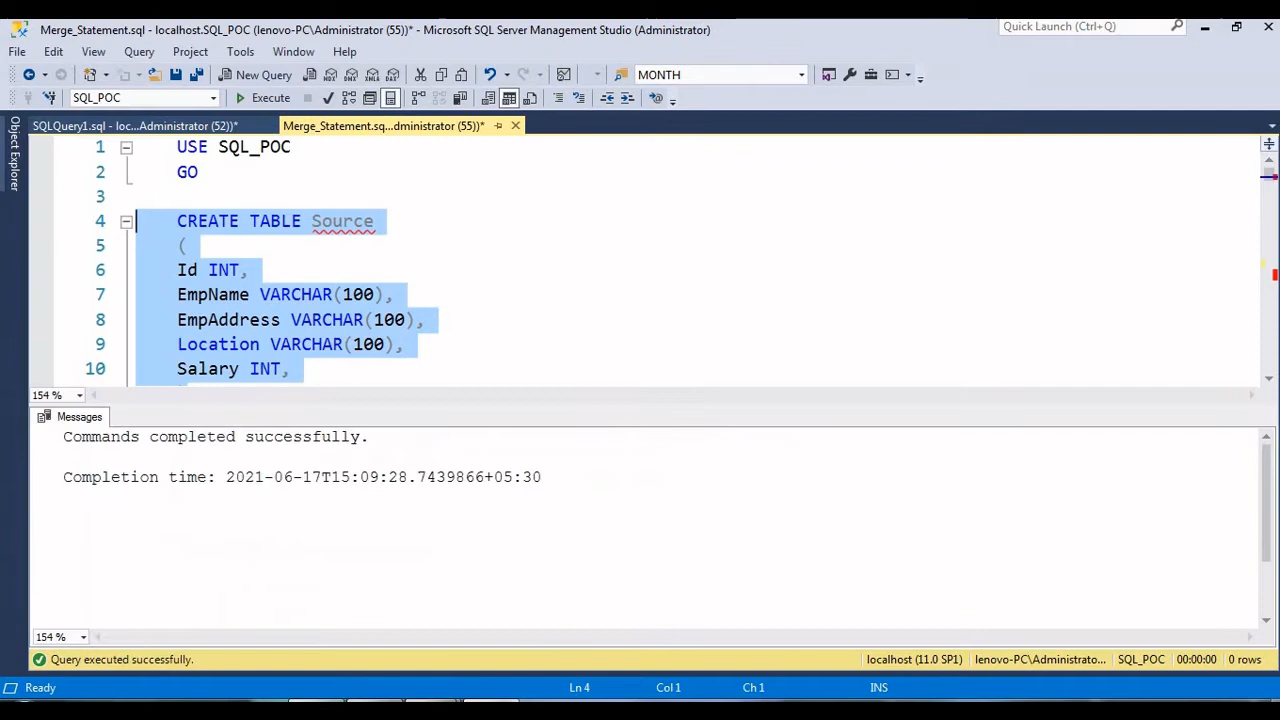 Merge_Statement.sql - localhost.SQL_POC (lenovo-PC\Administrator (55))* - Microsoft SQL Server Management Studio (Administrator)
Quick Launch (Ctrl+Q)
File Edit View Query Project Tools Window Help
New Query MONTH
SQL_POC Execute
SQLQuery1.sql - loc...Administrator (52))* Merge_Statement.sq...dministrator (55))*
Object Explorer
1 USE SQL_POC
2 GO
3
4 CREATE TABLE Source
5 (
6 Id INT,
7 EmpName VARCHAR(100),
8 EmpAddress VARCHAR(100),
9 Location VARCHAR(100),
10 Salary INT,
154 %
Messages
Commands completed successfully.
Completion time: 2021-06-17T15:09:28.7439866+05:30
154 %
Query executed successfully. localhost (11.0 SP1) lenovo-PC\Administrato... SQL_POC 00:00:00 0 rows
Ready Ln 4 Col 1 Ch 1 INS